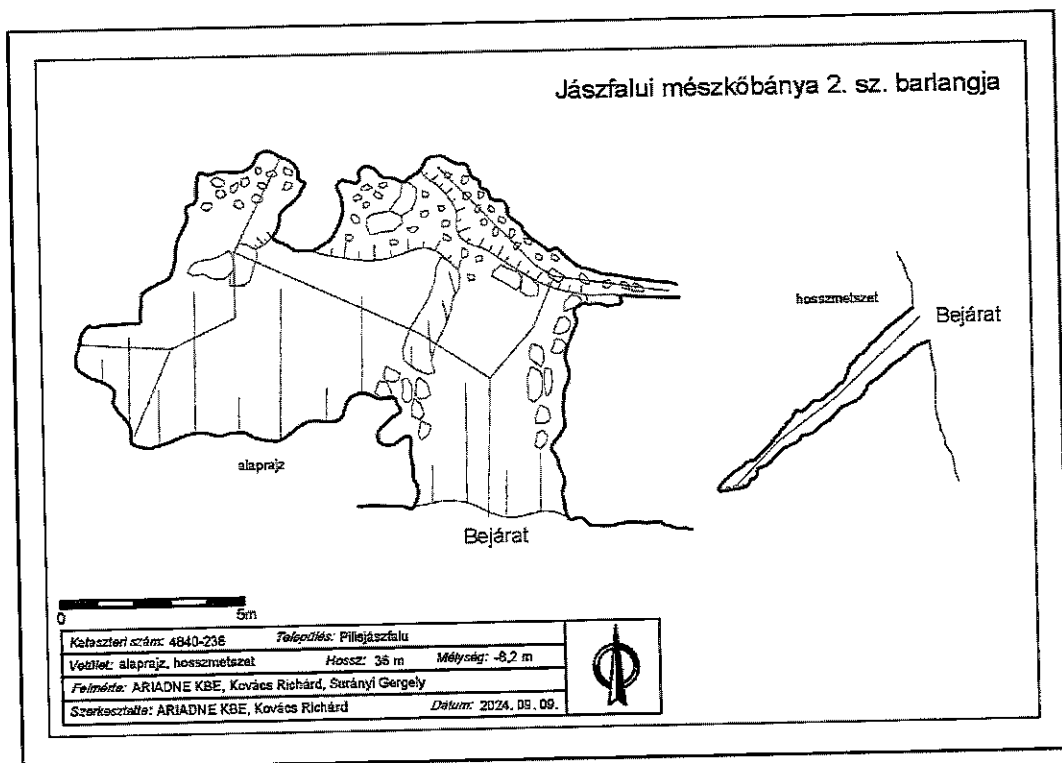 Jászfalui mészkőbánya 2. sz. barlangja
hosszmetszet
Bejárat
alaprajz
Bejárat
0 5m
Kataszteri szám: 4840-236 Település: Pilisjászfalu
Vetület: alaprajz, hosszmetszet Hossz: 36 m Mélység: -8,2 m
Felmérte: ARIADNE KBE, Kovács Richárd, Surányi Gergely
Szerkesztette: ARIADNE KBE, Kovács Richárd Dátum: 2024. 09. 09.